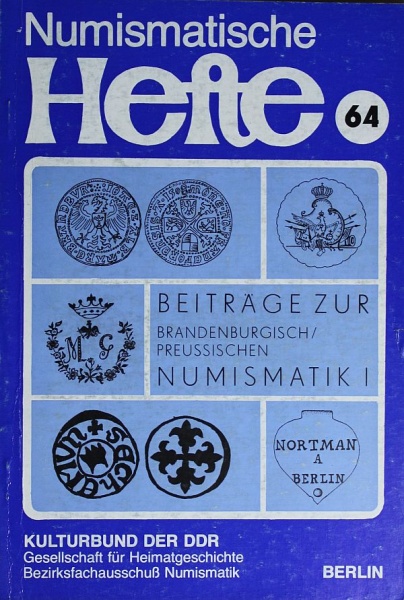 Numismatische
Hefte 64
M G
BEITRÄGE ZUR
BRANDENBURGISCH/
PREUSSISCHEN
NUMISMATIK I
NORTMAN
A
BERLIN
KULTURBUND DER DDR
Gesellschaft für Heimatgeschichte
Bezirksfachausschuß Numismatik
BERLIN